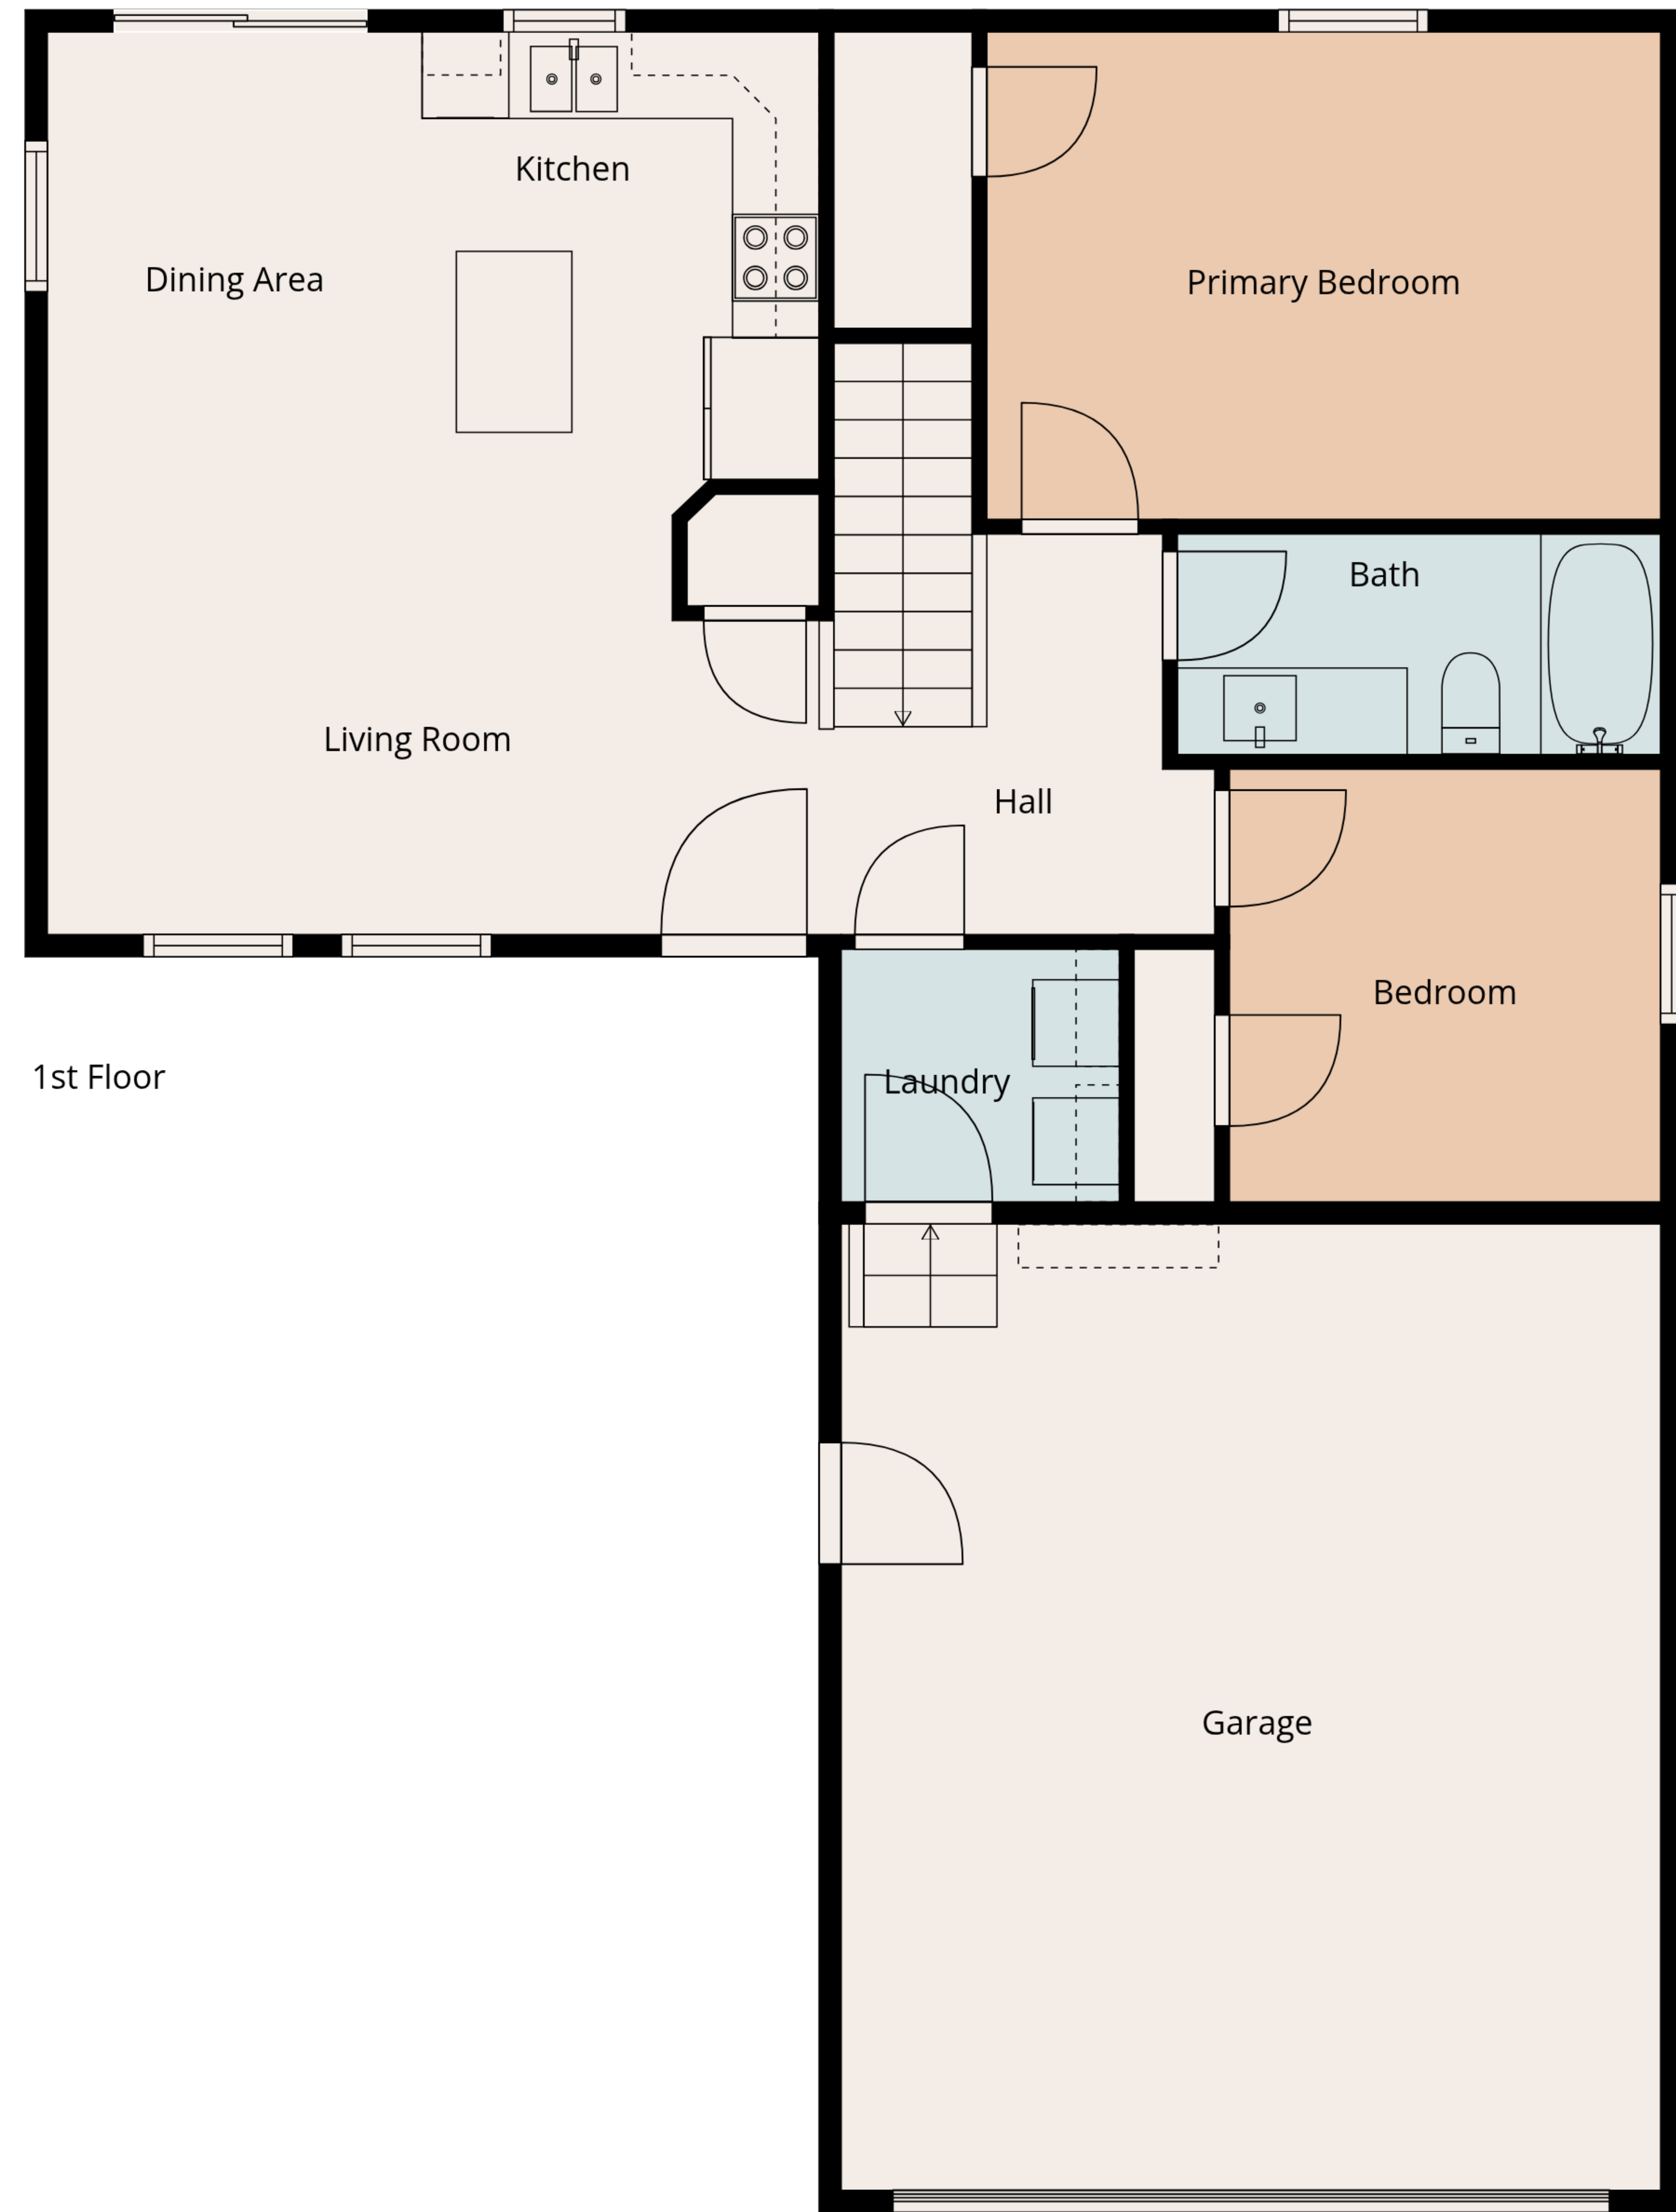 Kitchen
Dining Area
Primary Bedroom
Bath
Living Room
Hall
Bedroom
1st Floor
Laundry
Garage